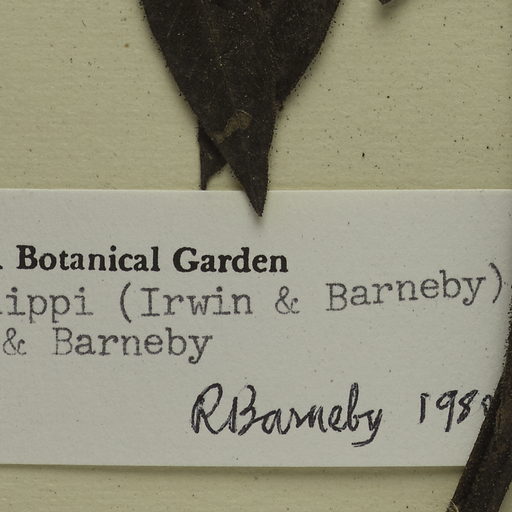 Botanical Garden
ippi (Irwin & Barneby)
& Barneby
RBarneby 198